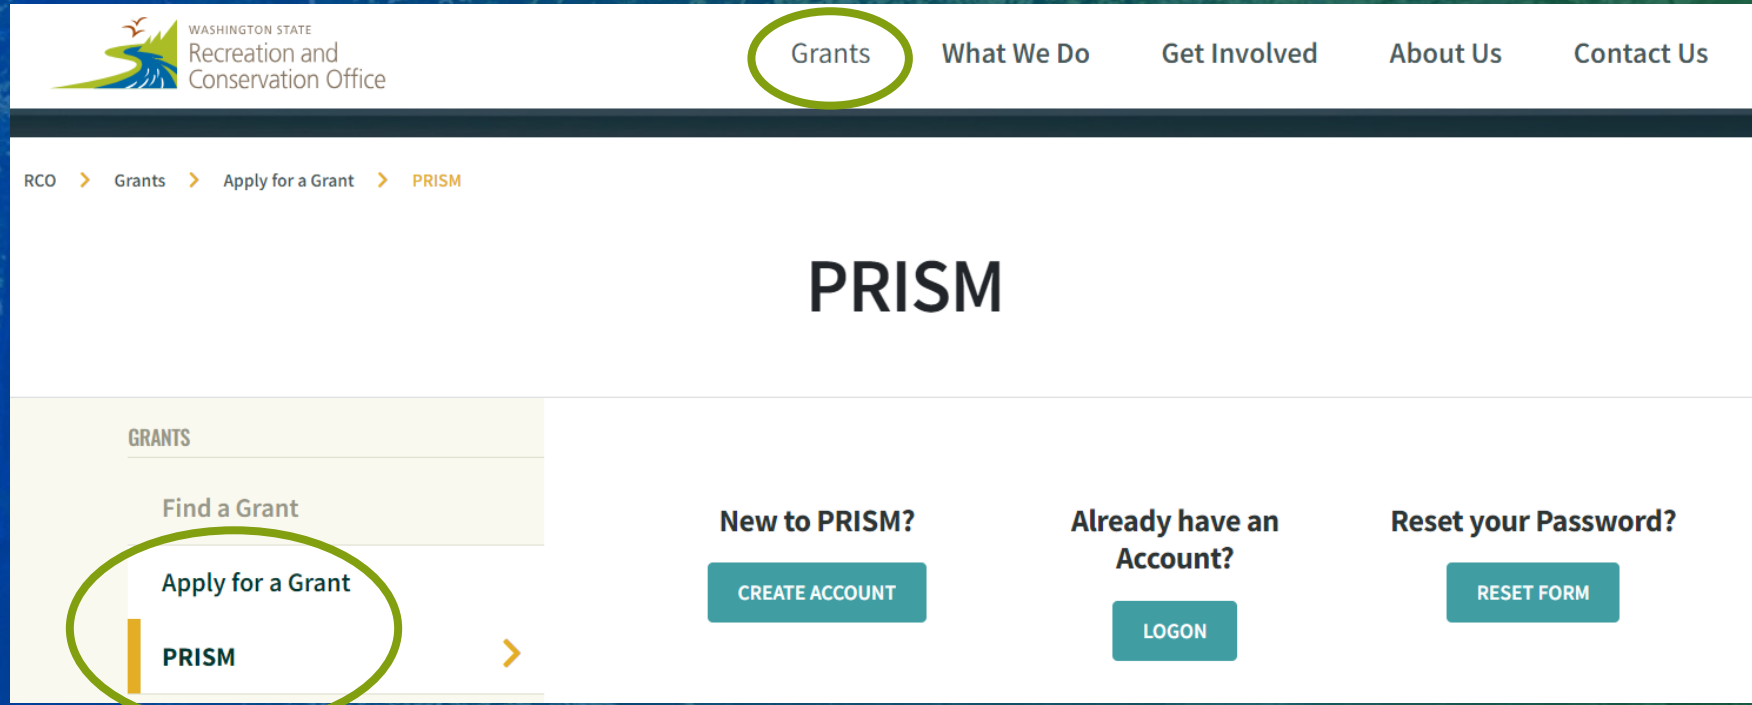 WASHINGTON STATE
Recreation and
Conservation Office
Grants
What We Do
Get Involved
About Us
Contact Us
RCO > Grants > Apply for a Grant > PRISM
PRISM
GRANTS
Find a Grant
Apply for a Grant
PRISM
New to PRISM?
CREATE ACCOUNT
Already have an
Account?
LOGON
Reset your Password?
RESET FORM